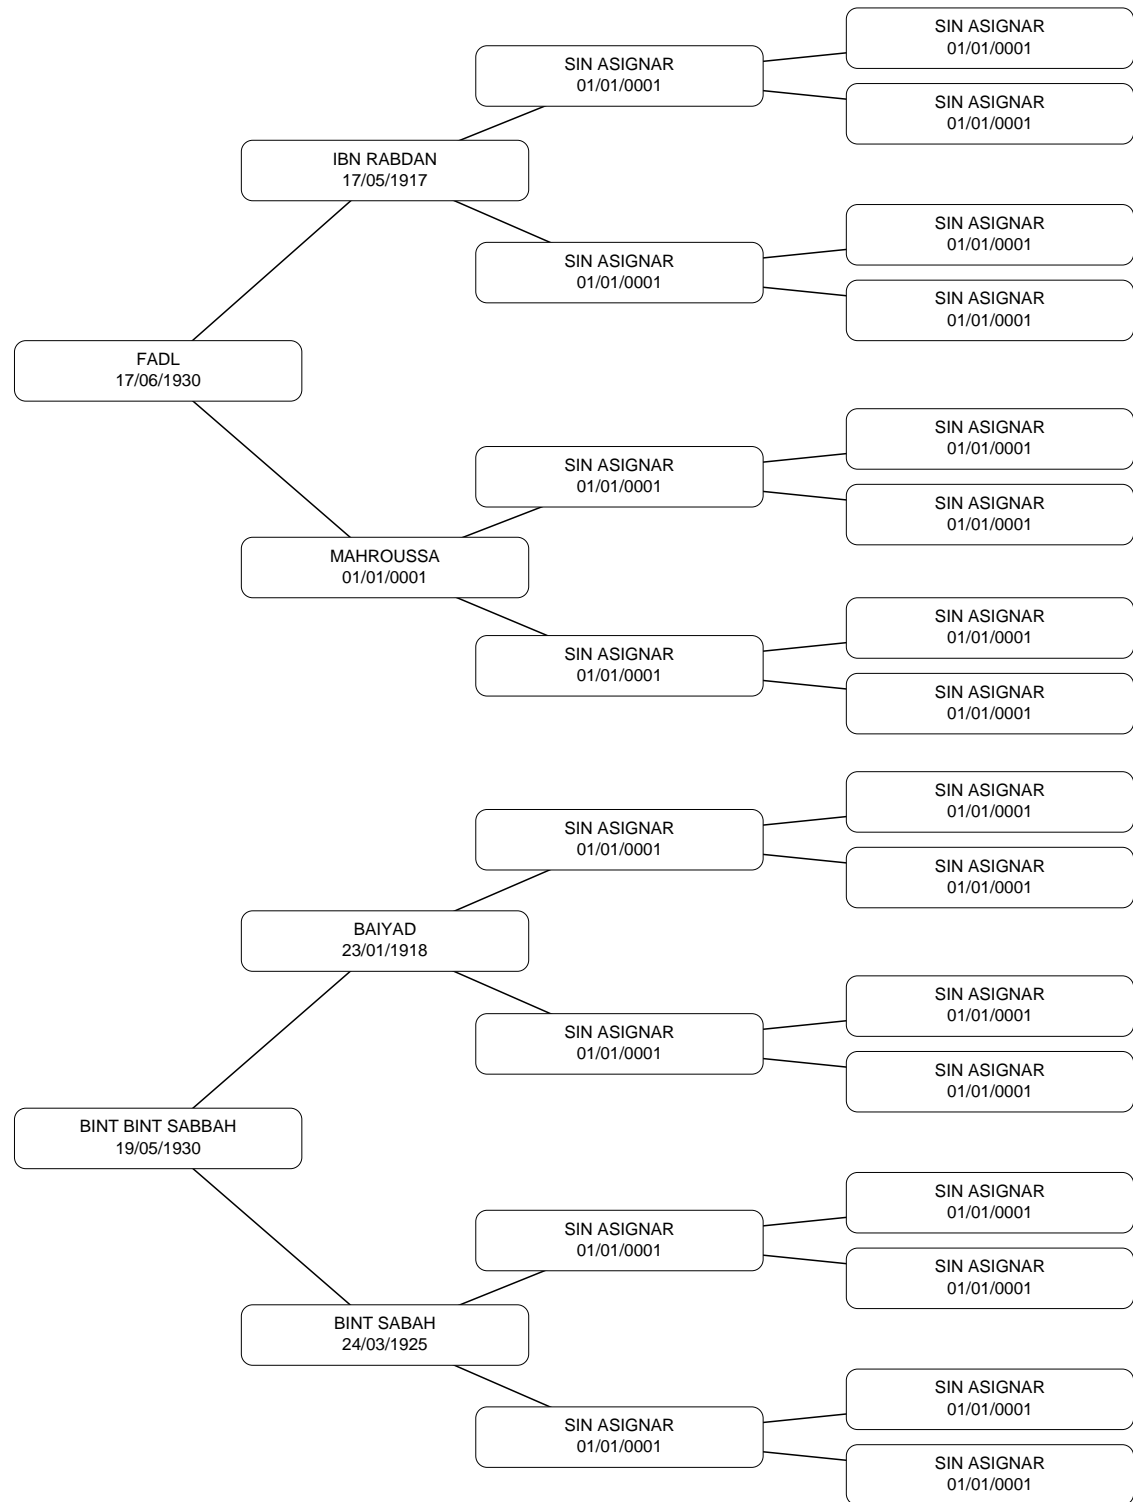 SIN ASIGNAR
01/01/0001
SIN ASIGNAR
01/01/0001
SIN ASIGNAR
01/01/0001
IBN RABDAN
17/05/1917
SIN ASIGNAR
01/01/0001
SIN ASIGNAR
01/01/0001
SIN ASIGNAR
01/01/0001
FADL
17/06/1930
SIN ASIGNAR
01/01/0001
SIN ASIGNAR
01/01/0001
SIN ASIGNAR
01/01/0001
MAHROUSSA
01/01/0001
SIN ASIGNAR
01/01/0001
SIN ASIGNAR
01/01/0001
SIN ASIGNAR
01/01/0001
SIN ASIGNAR
01/01/0001
SIN ASIGNAR
01/01/0001
SIN ASIGNAR
01/01/0001
BAIYAD
23/01/1918
SIN ASIGNAR
01/01/0001
SIN ASIGNAR
01/01/0001
SIN ASIGNAR
01/01/0001
BINT BINT SABBAH
19/05/1930
SIN ASIGNAR
01/01/0001
SIN ASIGNAR
01/01/0001
SIN ASIGNAR
01/01/0001
BINT SABAH
24/03/1925
SIN ASIGNAR
01/01/0001
SIN ASIGNAR
01/01/0001
SIN ASIGNAR
01/01/0001